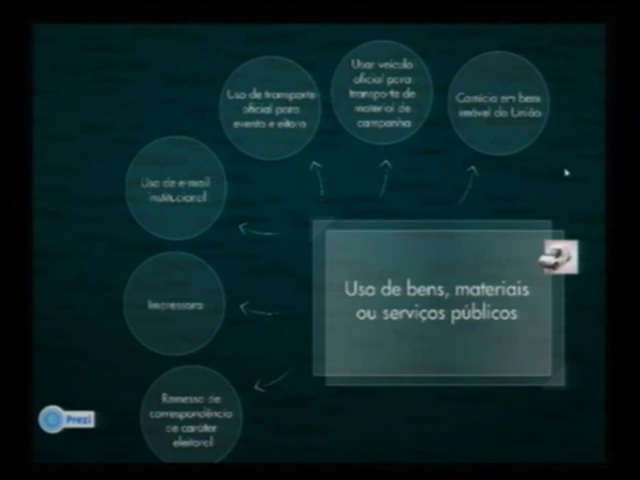 Uso de transporte
oficial para
evento eleitora
Usar veículo
oficial para
transporte de
material de
campanha
Comício em bens
imóvel da União
Uso de e-mail
institucional
Impressora
Remessa de
correspondência
de caráter
eleitoral
Uso de bens, materiais
ou serviços públicos
Prezi